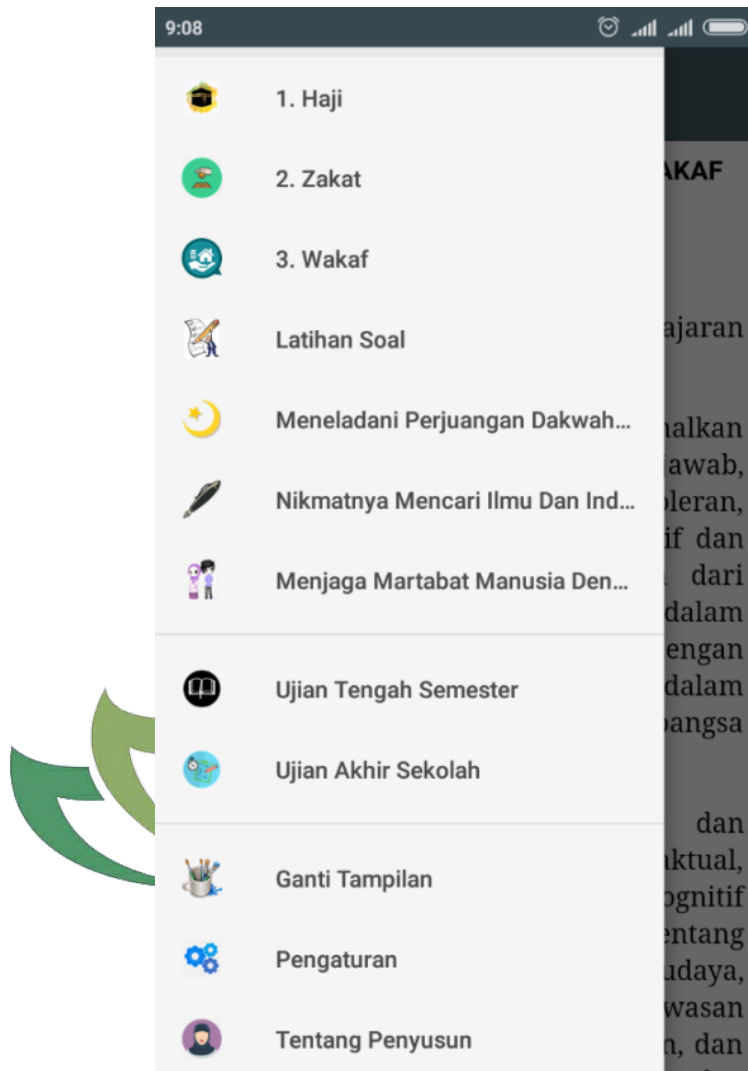 9:08
1. Haji
2. Zakat
AKAF
3. Wakaf
ajaran
Latihan Soal
Meneladani Perjuangan Dakwah...
nalkan
awab,
Nikmatnya Mencari Ilmu Dan Ind...
oleran,
if dan
Menjaga Martabat Manusia Den...
dari
dalam
engan
Ujian Tengah Semester
dalam
bangsa
Ujian Akhir Sekolah
dan
aktual,
Ganti Tampilan
ognitif
entang
Pengaturan
udaya,
wasan
Tentang Penyusun
n, dan